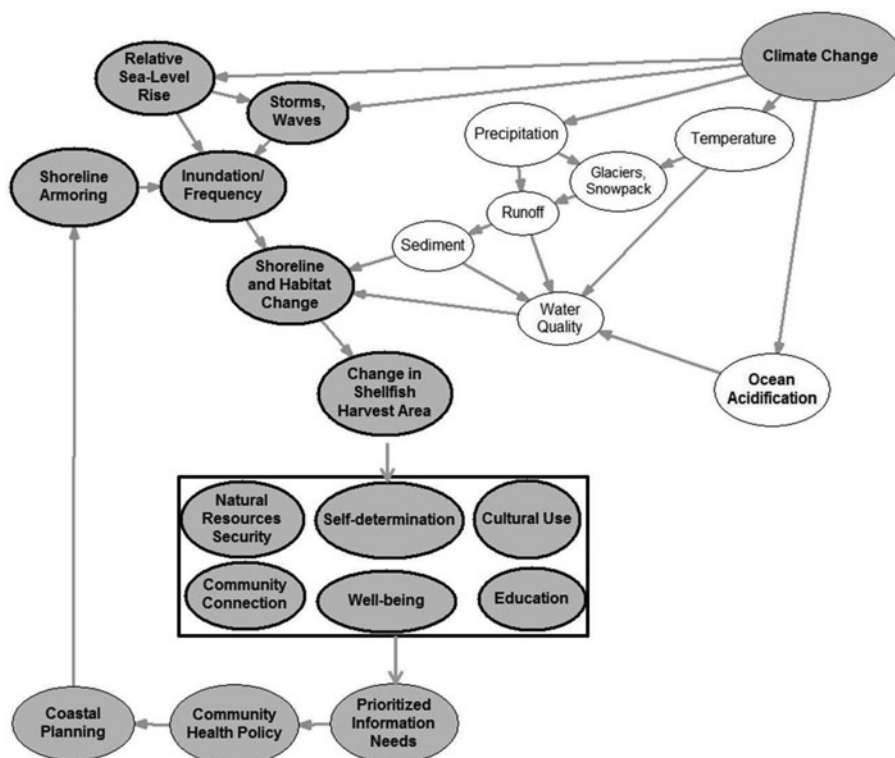 Relative
Sea-Level
Rise
Climate Change
Storms,
Waves
Precipitation
Temperature
Shoreline
Armoring
Inundation/
Frequency
Glaciers,
Snowpack
Runoff
Sediment
Shoreline
and Habitat
Change
Water
Quality
Change in
Shellfish
Harvest Area
Ocean
Acidification
Natural
Resources
Security
Self-determination
Cultural Use
Community
Connection
Well-being
Education
Coastal
Planning
Community
Health Policy
Prioritized
Information
Needs